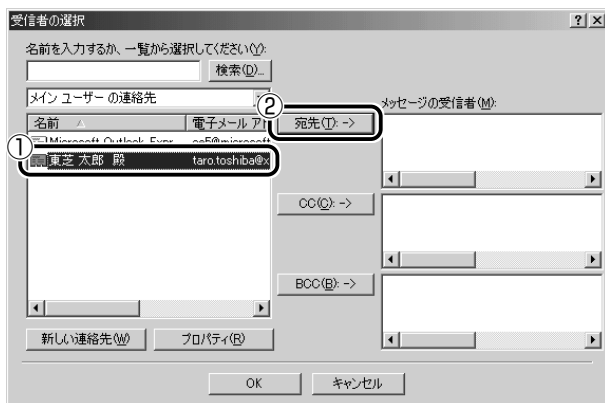 受信者の選択
名前を入力するか、一覧から選択してください(Y):
検索(D)...
メイン ユーザー の連絡先
メッセージの受信者(M):
②
名前 電子メール アド
宛先(T): ->
①
Microsoft Outlook Expr...
東芝 太郎 殿 taro.toshiba@x
CC(C): ->
BCC(B): ->
新しい連絡先(W) プロパティ(R)
OK キャンセル